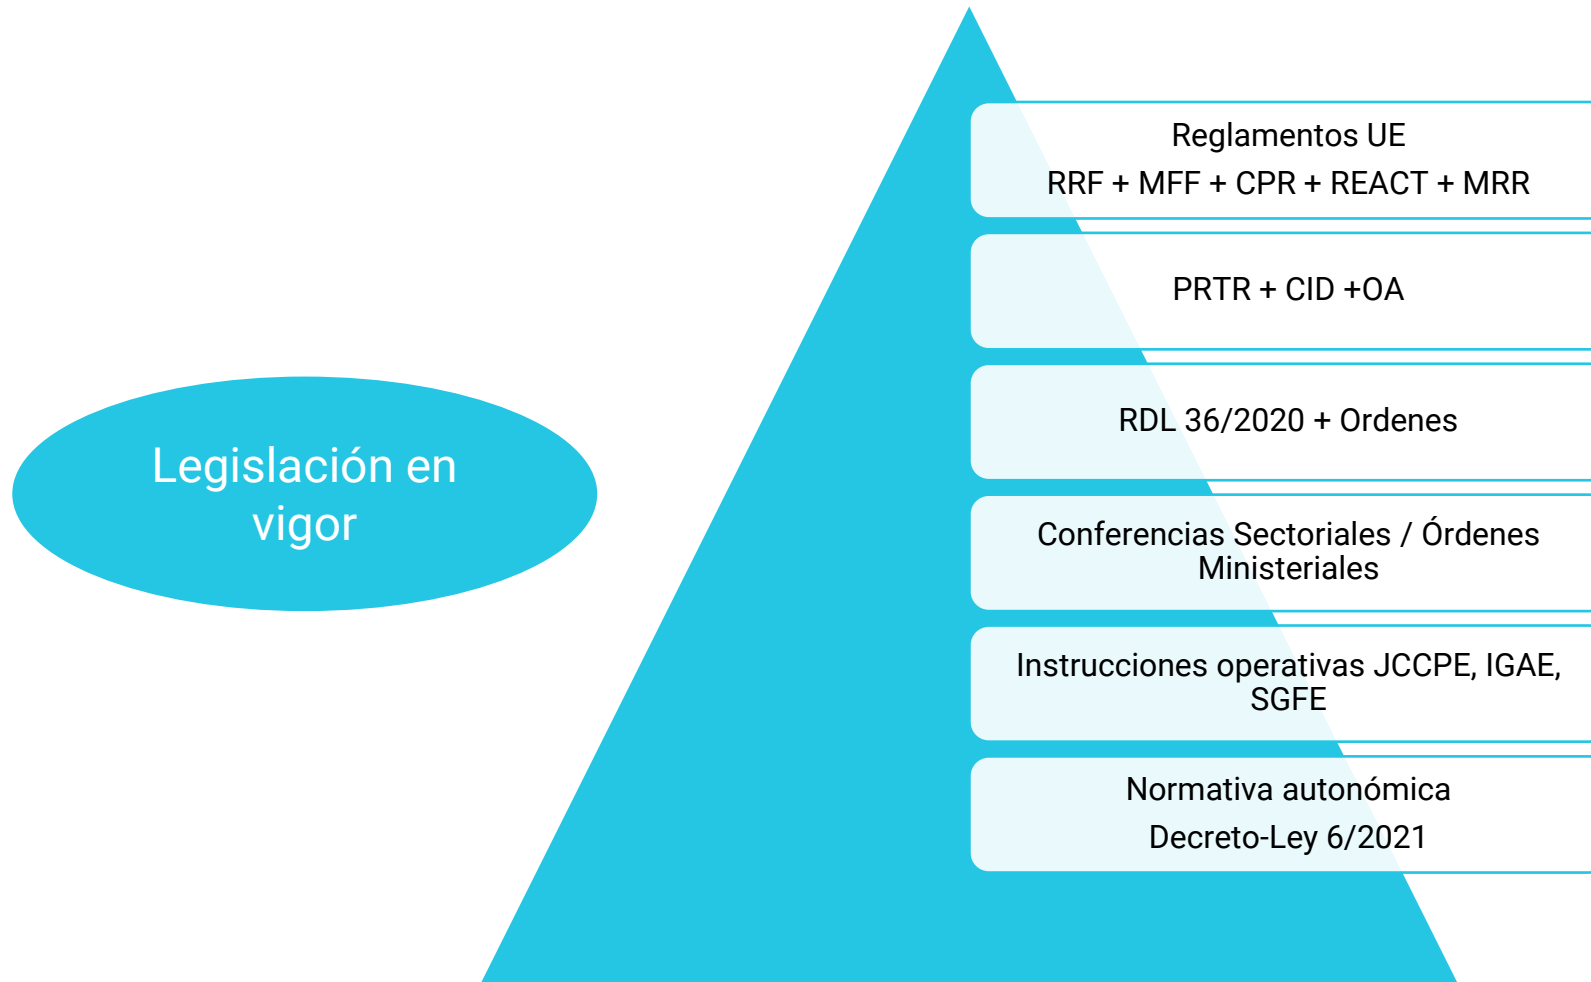 Legislación en
vigor
Reglamentos UE
RRF + MFF + CPR + REACT + MRR
PRTR + CID +OA
RDL 36/2020 + Ordenes
Conferencias Sectoriales / Órdenes
Ministeriales
Instrucciones operativas JCCPE, IGAE,
SGFE
Normativa autonómica
Decreto-Ley 6/2021